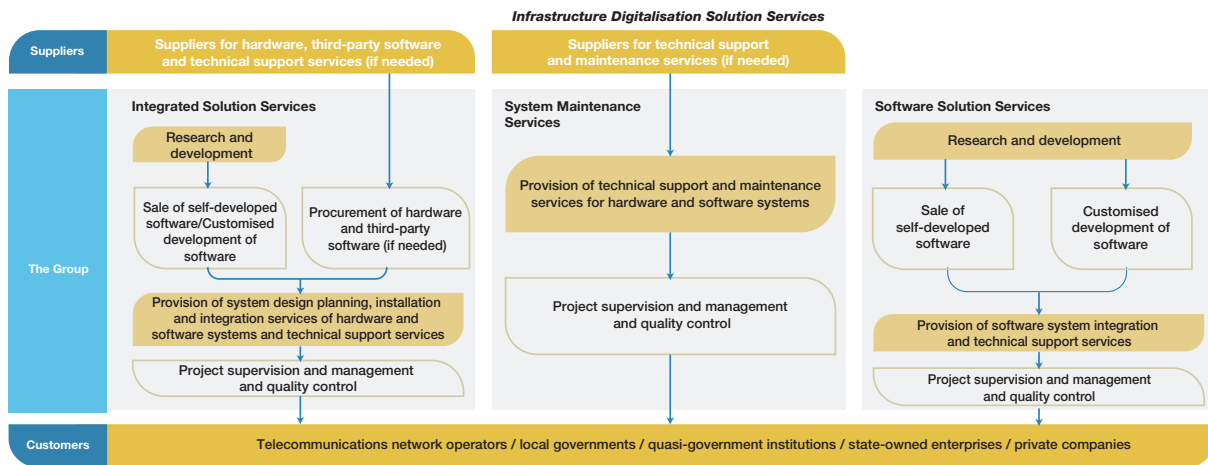 Infrastructure Digitalisation Solution Services
Suppliers
Suppliers for hardware, third-party software
and technical support services (if needed)
Suppliers for technical support
and maintenance services (if needed)
The Group
Integrated Solution Services
Research and
development
Sale of self-developed
software/Customised
development of
software
Procurement of hardware
and third-party
software (if needed)
Provision of system design planning, installation
and integration services of hardware and
software systems and technical support services
Project supervision and management
and quality control
System Maintenance
Services
Provision of technical support and maintenance
services for hardware and software systems
Project supervision and management
and quality control
Software Solution Services
Research and development
Sale of
self-developed
software
Customised
development of
software
Provision of software system integration
and technical support services
Project supervision and management
and quality control
Customers
Telecommunications network operators / local governments / quasi-government institutions / state-owned enterprises / private companies